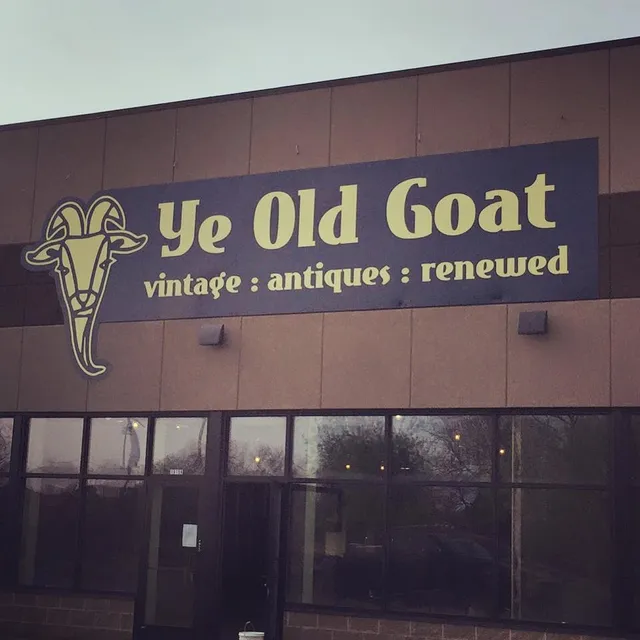 Ye Old Goat
vintage : antiques : renewed